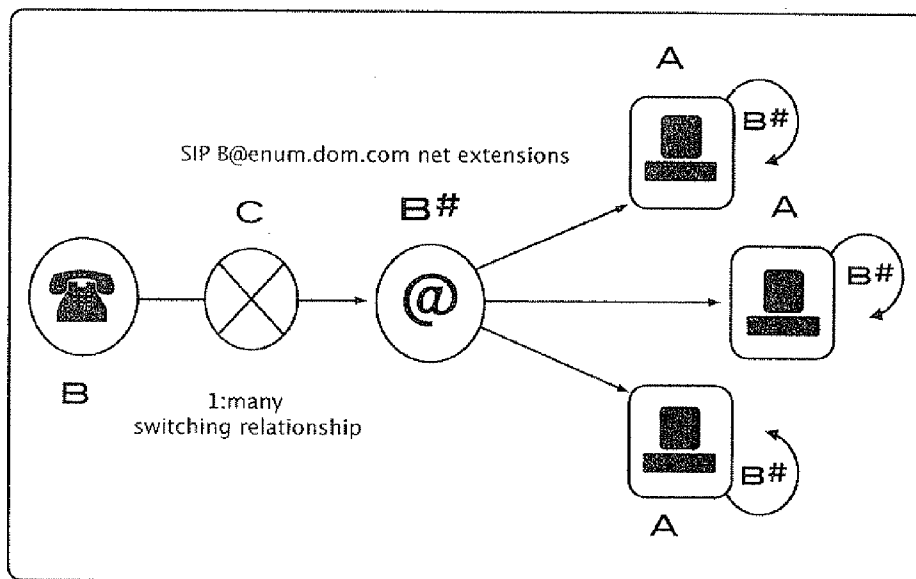 A
B#
SIP B@enum.dom.com net extensions
C
B#
A
B#
@
B
1:many
switching relationship
B#
A